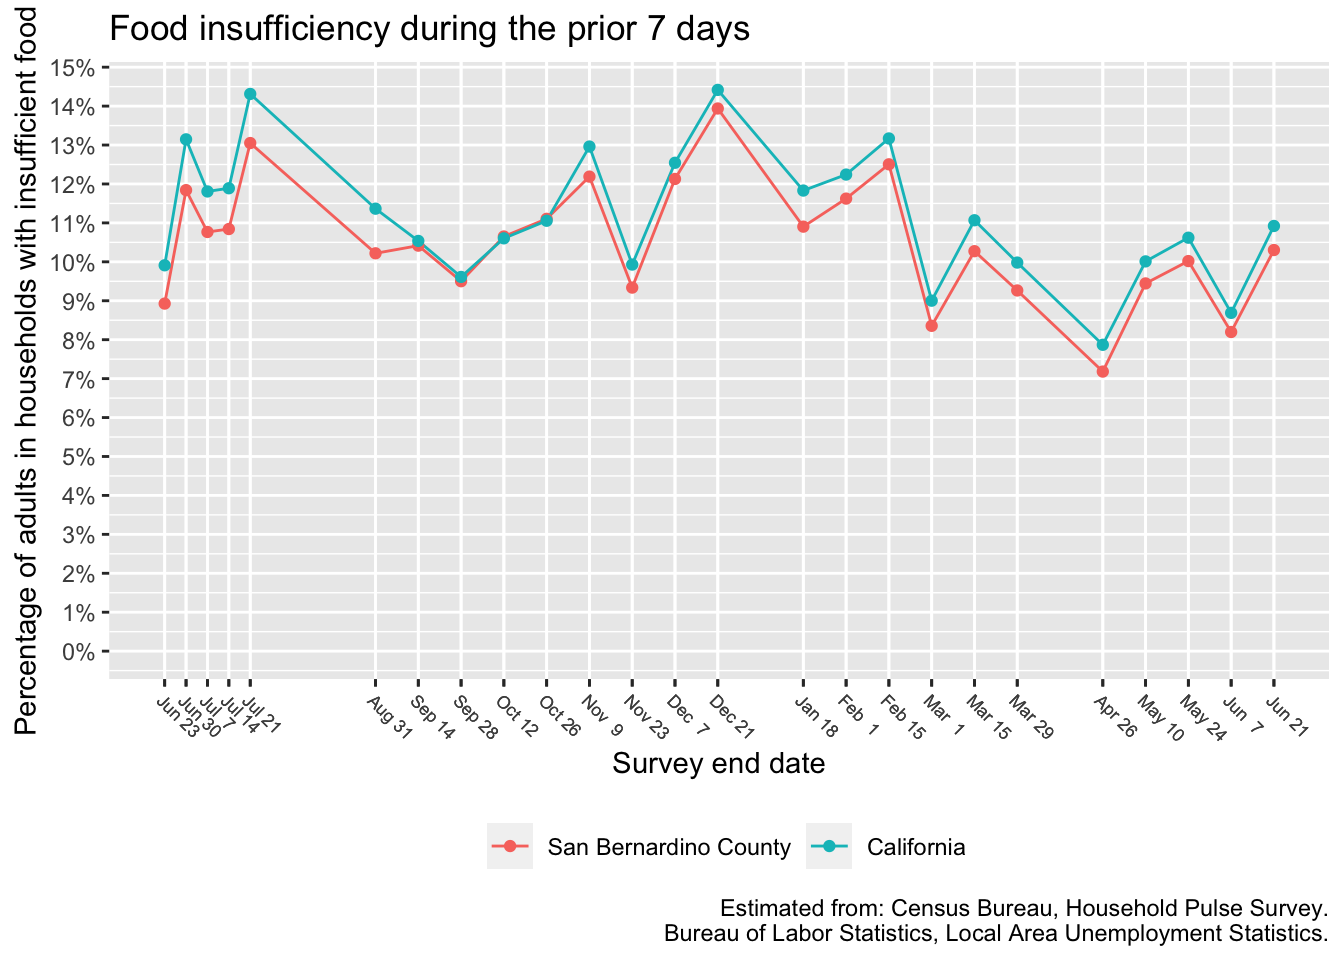 Food insufficiency during the prior 7 days
Percentage of adults in households with insufficient food
15%
14%
13%
12%
11%
10%
9%
8%
7%
6%
5%
4%
3%
2%
1%
0%
Jun 23
Jun 30
Jul 7
Jul 14
Jul 21
Aug 31
Sep 14
Sep 28
Oct 12
Oct 26
Nov 9
Nov 23
Dec 7
Dec 21
Jan 18
Feb 1
Feb 15
Mar 1
Mar 15
Mar 29
Apr 26
May 10
May 24
Jun 7
Jun 21
Survey end date
San Bernardino County
California
Estimated from: Census Bureau, Household Pulse Survey.
Bureau of Labor Statistics, Local Area Unemployment Statistics.